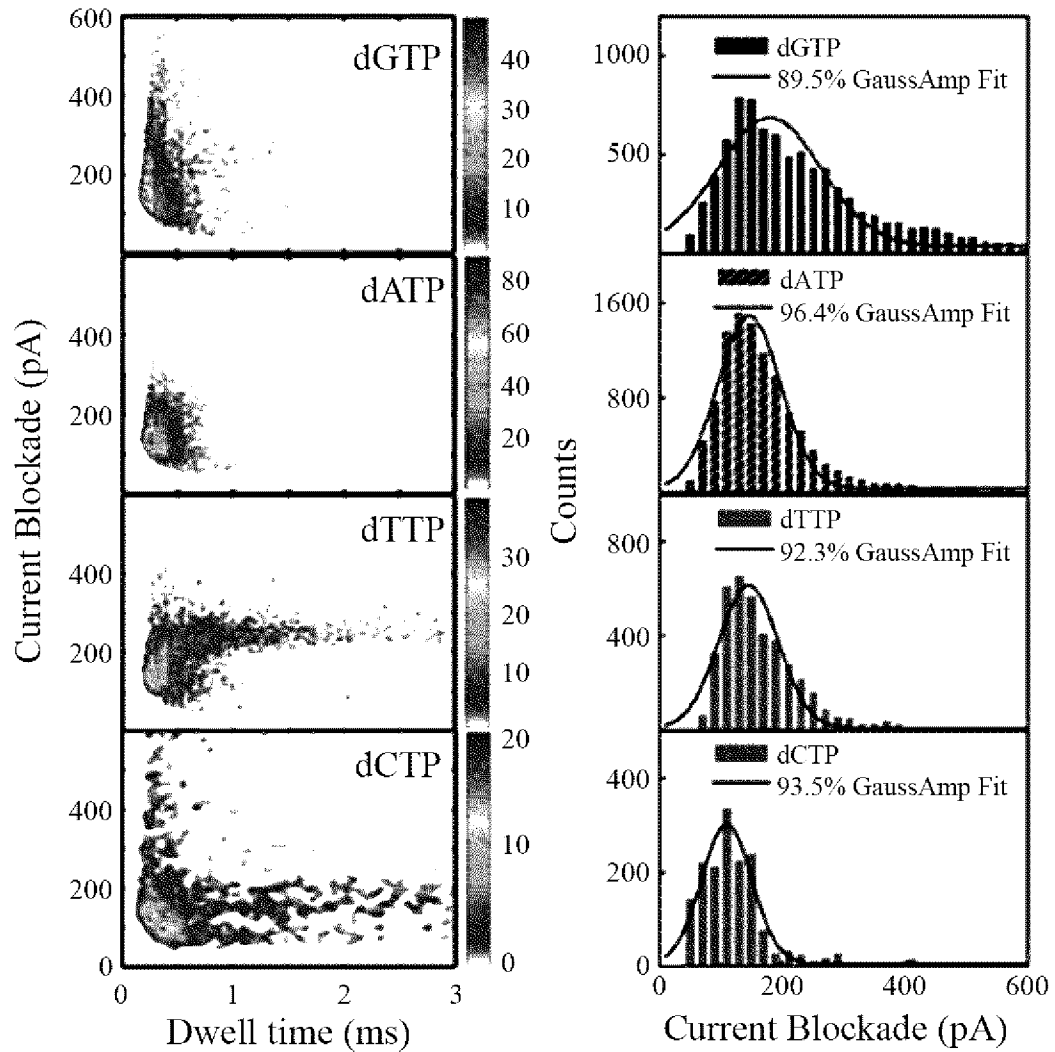 600
400
200
dGTP
40
30
20
10
400
200
dATP
80
60
40
20
400
200
dTTP
30
20
10
400
200
0
dCTP
20
10
0
0 1 2 3
Dwell time (ms)
Current Blockade (pA)
1000
500
dGTP
89.5% GaussAmp Fit
1600
800
dATP
96.4% GaussAmp Fit
800
400
dTTP
92.3% GaussAmp Fit
400
200
0
dCTP
93.5% GaussAmp Fit
0 200 400 600
Current Blockade (pA)
Counts